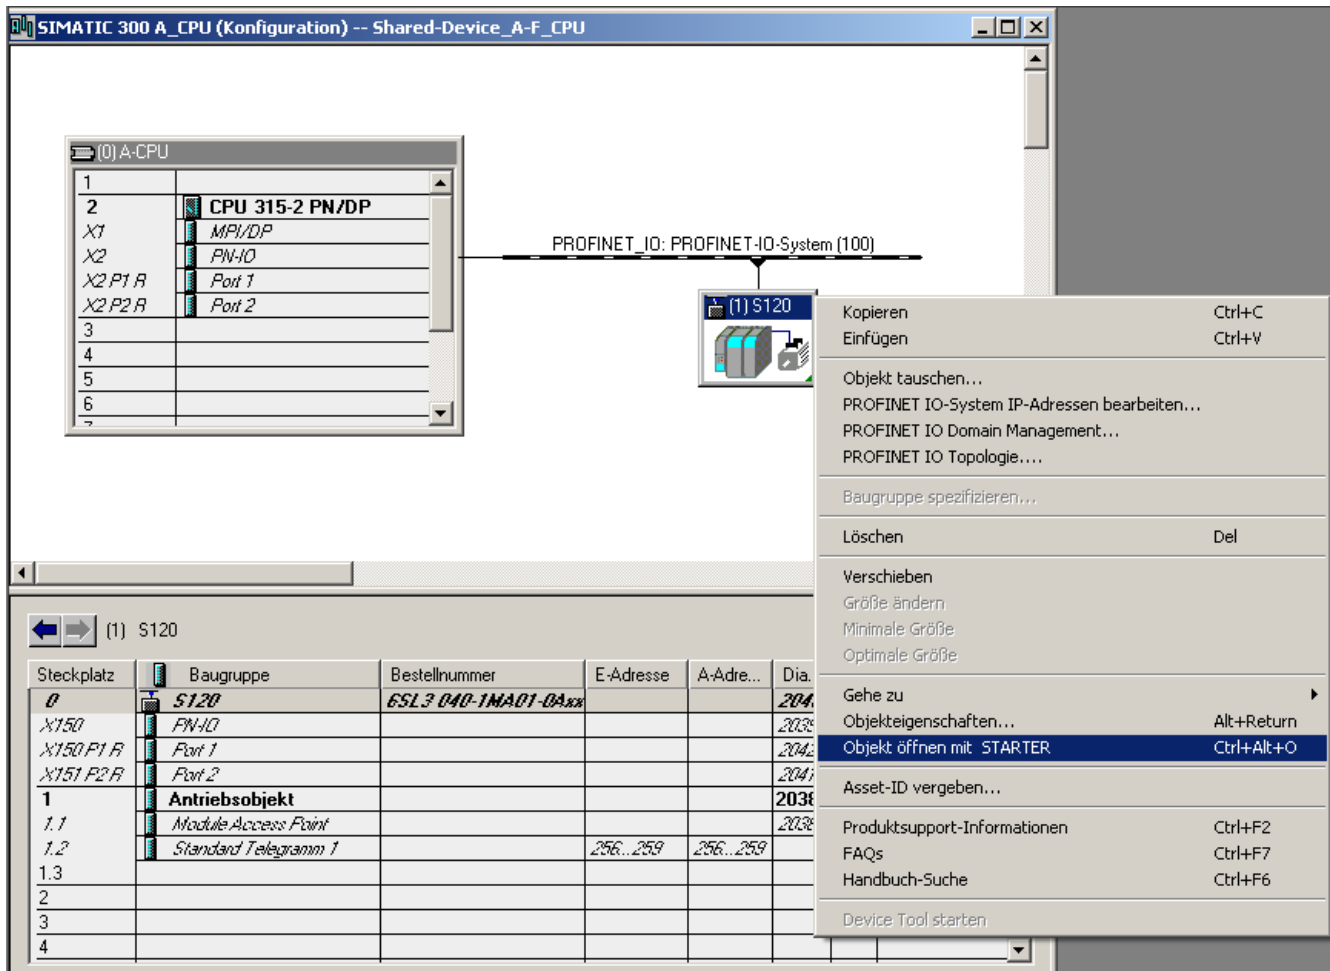 SIMATIC 300 A_CPU (Konfiguration) -- Shared-Device_A-F_CPU
(0) A-CPU
1
2 CPU 315-2 PN/DP
X1 MPI/DP
X2 PN-IO
X2 P1 R Port 1
X2 P2 R Port 2
3
4
5
6
PROFINET_IO: PROFINET-IO-System (100)
(1) S120
Kopieren Ctrl+C
Einfügen Ctrl+V
Objekt tauschen...
PROFINET IO-System IP-Adressen bearbeiten...
PROFINET IO Domain Management...
PROFINET IO Topologie....
Baugruppe spezifizieren...
Löschen Del
Verschieben
Größe ändern
Minimale Größe
Optimale Größe
Gehe zu
Objekteigenschaften... Alt+Return
Objekt öffnen mit STARTER Ctrl+Alt+O
Asset-ID vergeben...
Produktsupport-Informationen Ctrl+F2
FAQs Ctrl+F7
Handbuch-Suche Ctrl+F6
Device Tool starten
(1) S120
Steckplatz Baugruppe Bestellnummer E-Adresse A-Adre... Dia.
0 S120 6SL3 040-1MA01-0Axx
X150 PN-IO
X150 P1 R Port 1
X151 P2 R Port 2
1 Antriebsobjekt
1.1 Module Access Point
1.2 Standard Telegramm 1 256...259 256...259
1.3
2
3
4